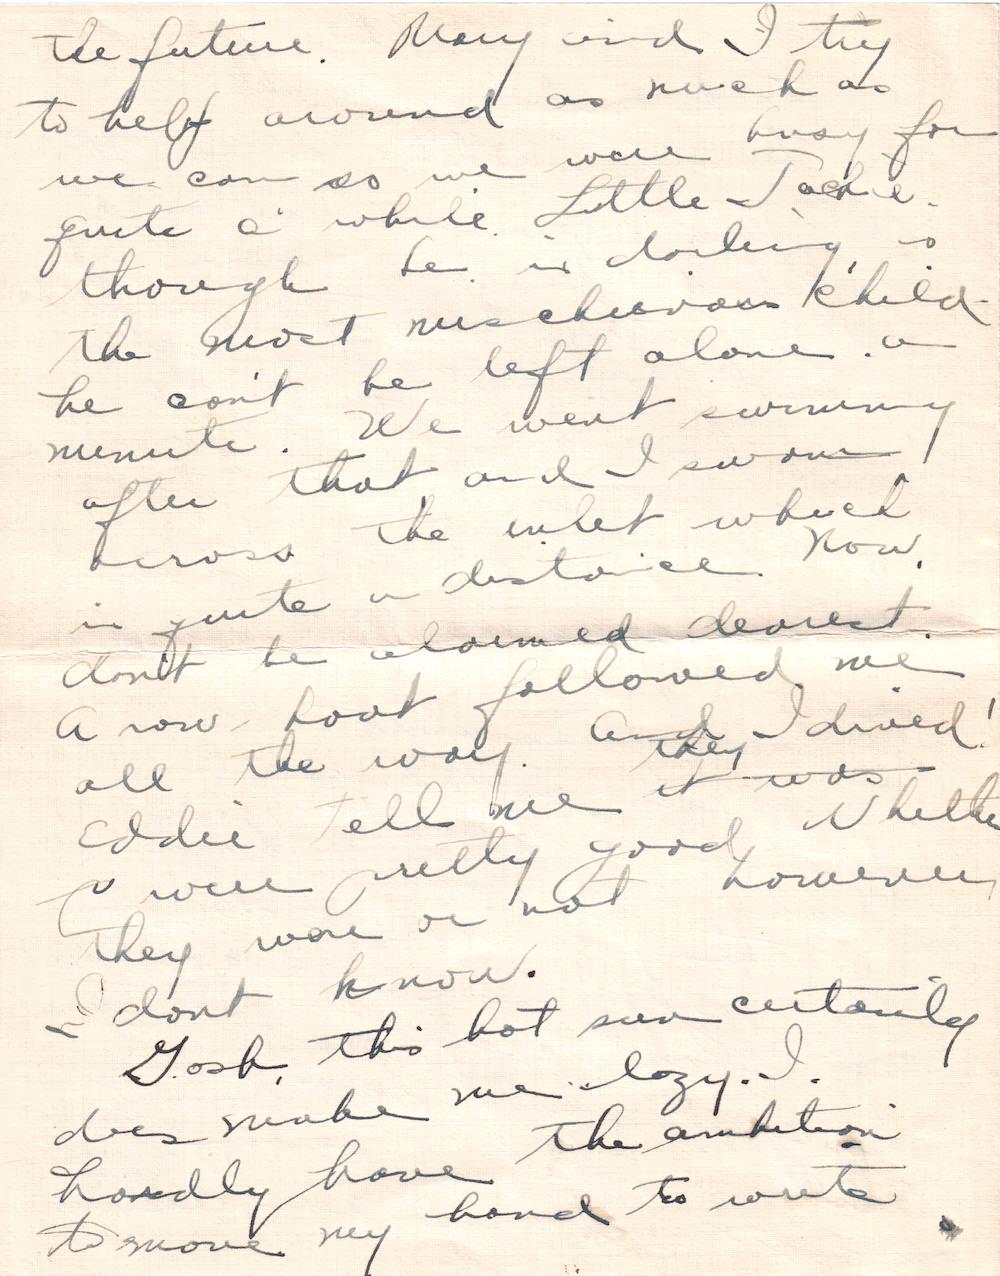 the future. Mary and I try
to help around as much as
we can so we were busy for
quite a while. Little Jackie
though he is darling, is
the most mischievous child
he can't be left alone a
minute. We went swimming
after that and I swam
across the inlet which
is quite a distance. Now,
don't be alarmed dearest.
A row boat followed me
all the way. And I dived!
Eddie tell me they it was
were pretty good. Whether
they were or not however,
I dont know.
Gosh, this hot sun certainly
does make me lazy. I.
hardly have the ambition
to move my hand to write